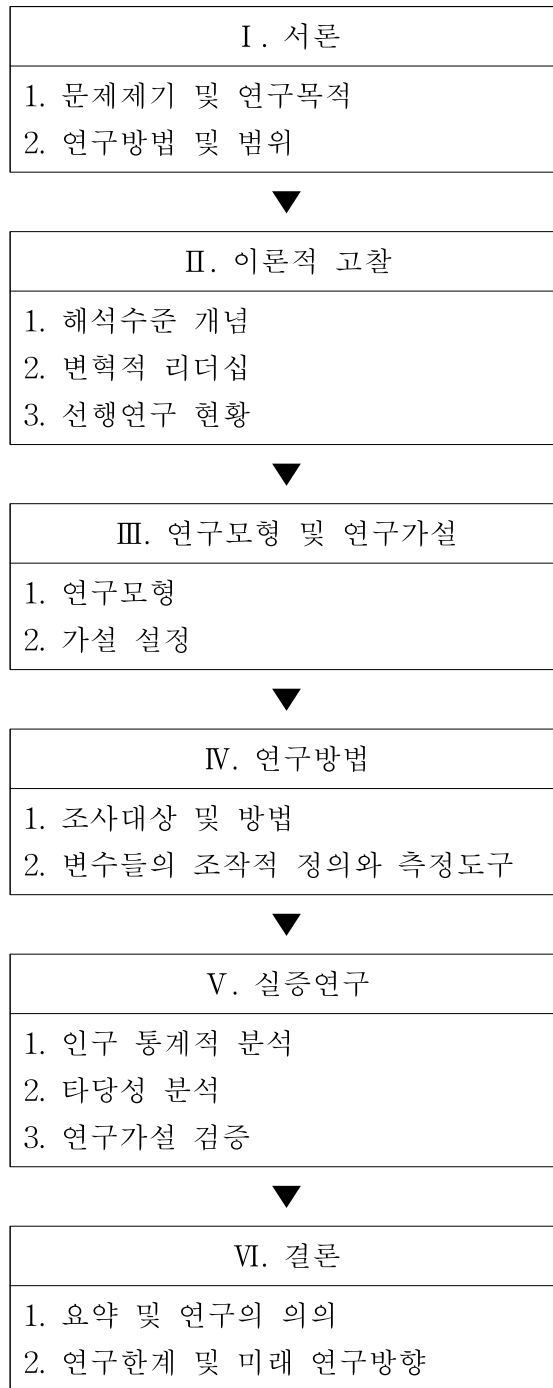 Ⅰ. 서론
1. 문제제기 및 연구목적
2. 연구방법 및 범위
Ⅱ. 이론적 고찰
1. 해석수준 개념
2. 변혁적 리더십
3. 선행연구 현황
Ⅲ. 연구모형 및 연구가설
1. 연구모형
2. 가설 설정
Ⅳ. 연구방법
1. 조사대상 및 방법
2. 변수들의 조작적 정의와 측정도구
Ⅴ. 실증연구
1. 인구 통계적 분석
2. 타당성 분석
3. 연구가설 검증
Ⅵ. 결론
1. 요약 및 연구의 의의
2. 연구한계 및 미래 연구방향